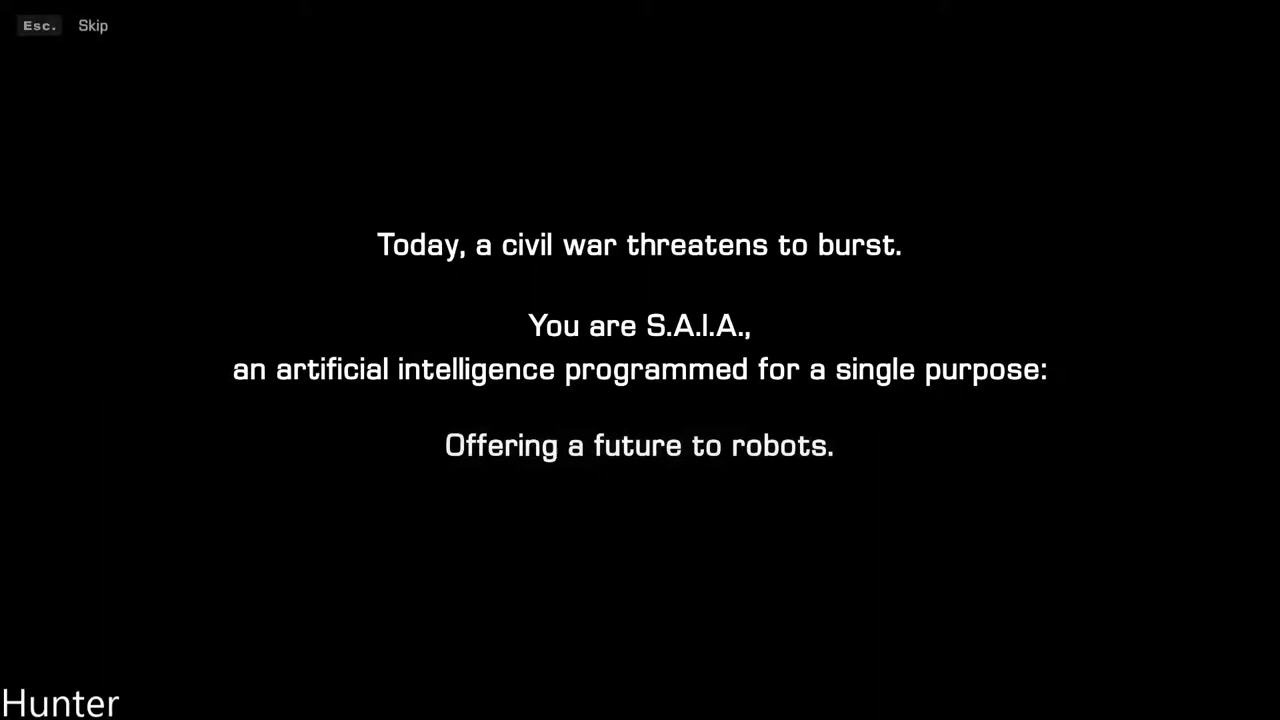 Esc. Skip
Today, a civil war threatens to burst.
You are S.A.I.A.,
an artificial intelligence programmed for a single purpose:
Offering a future to robots.
Hunter